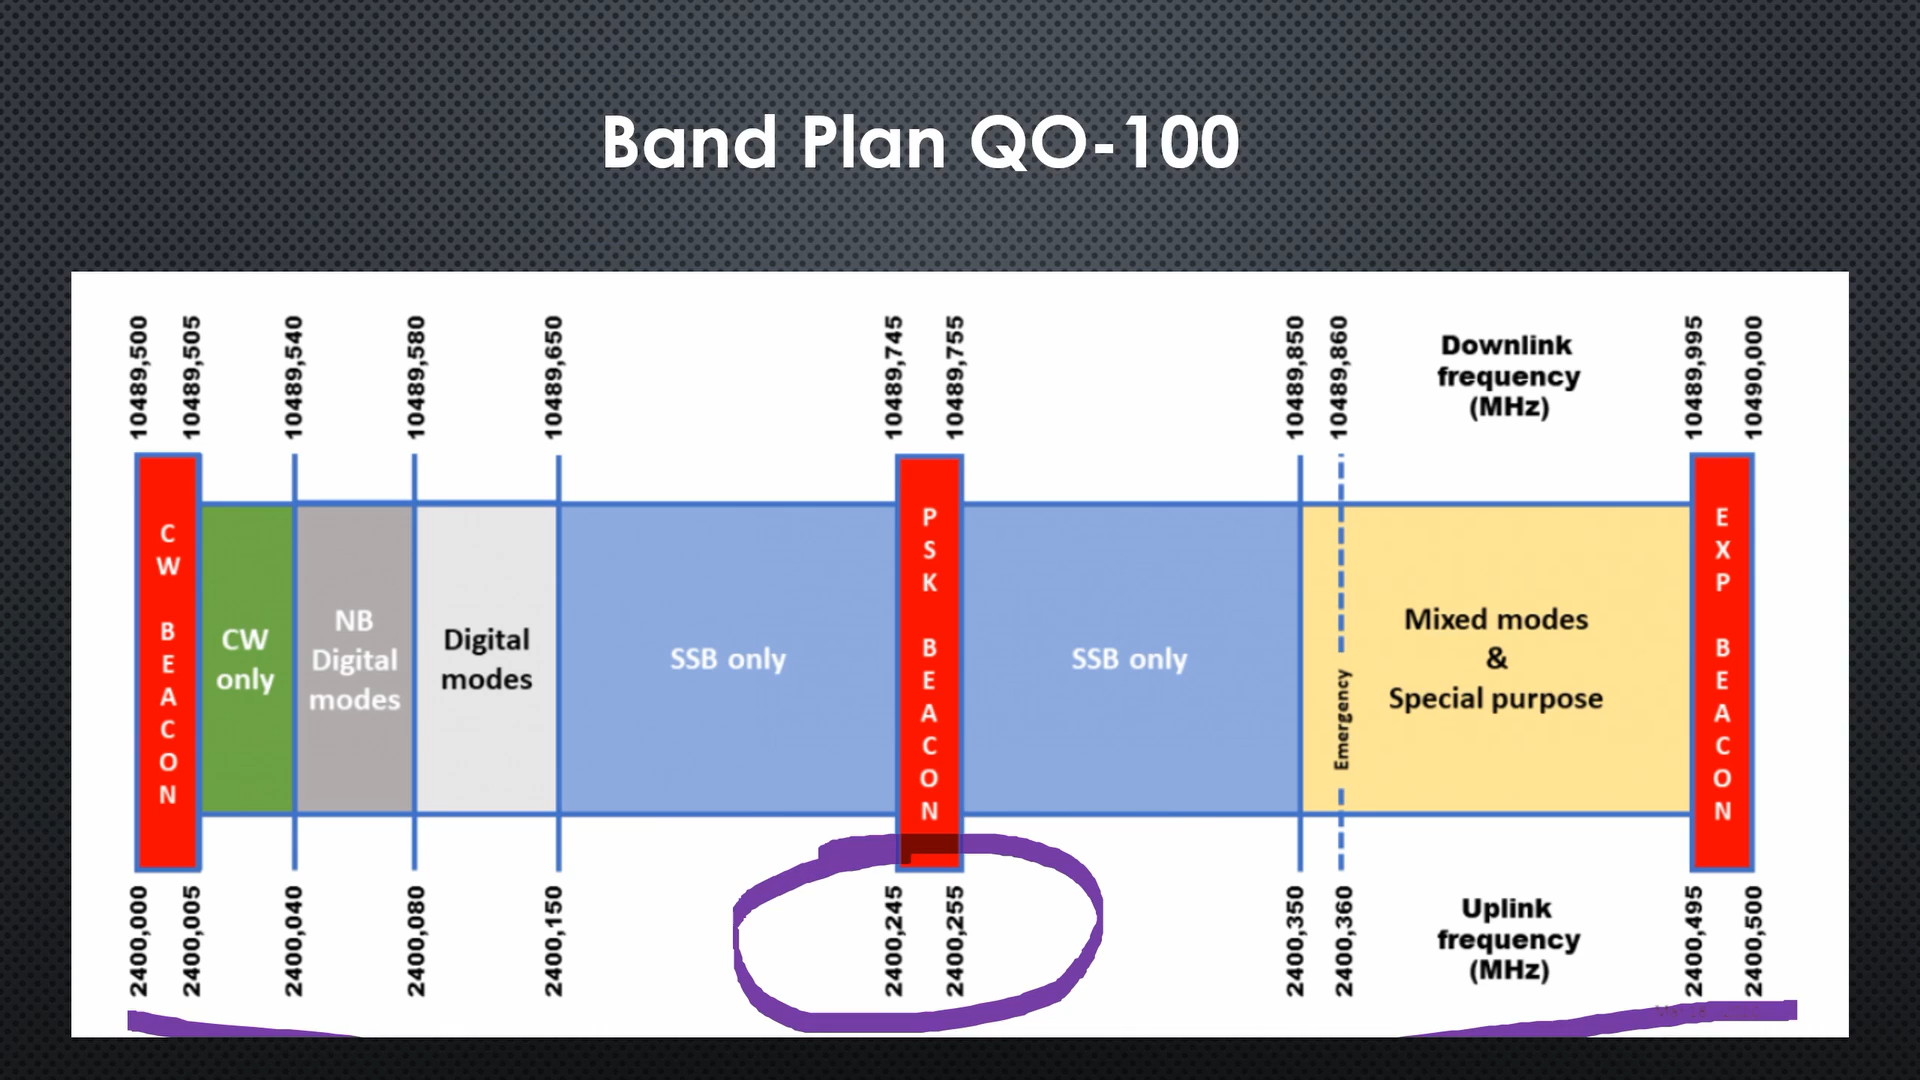 Band Plan QO-100
10489,500
10489,505
10489,540
10489,580
10489,650
10489,745
10489,755
10489,850
10489,860
Downlink
frequency
(MHz)
10489,995
10490,000
CW BEACON
CW
only
NB
Digital
modes
Digital
modes
SSB only
PSK BEACON
SSB only
Emergency
Mixed modes
&
Special purpose
EXP BEACON
2400,000
2400,005
2400,040
2400,080
2400,150
2400,245
2400,255
2400,350
2400,360
Uplink
frequency
(MHz)
2400,495
2400,500